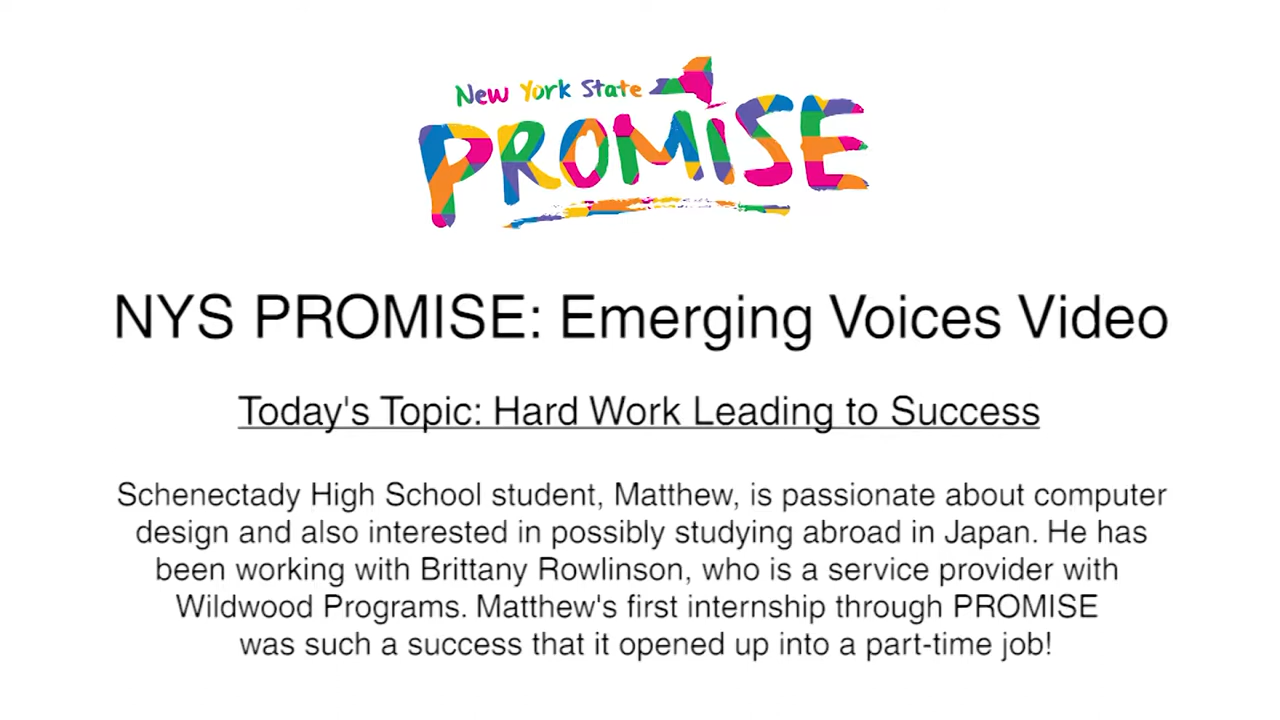 New York State
PROMISE
NYS PROMISE: Emerging Voices Video
Today's Topic: Hard Work Leading to Success
Schenectady High School student, Matthew, is passionate about computer
design and also interested in possibly studying abroad in Japan. He has
been working with Brittany Rowlinson, who is a service provider with
Wildwood Programs. Matthew's first internship through PROMISE
was such a success that it opened up into a part-time job!